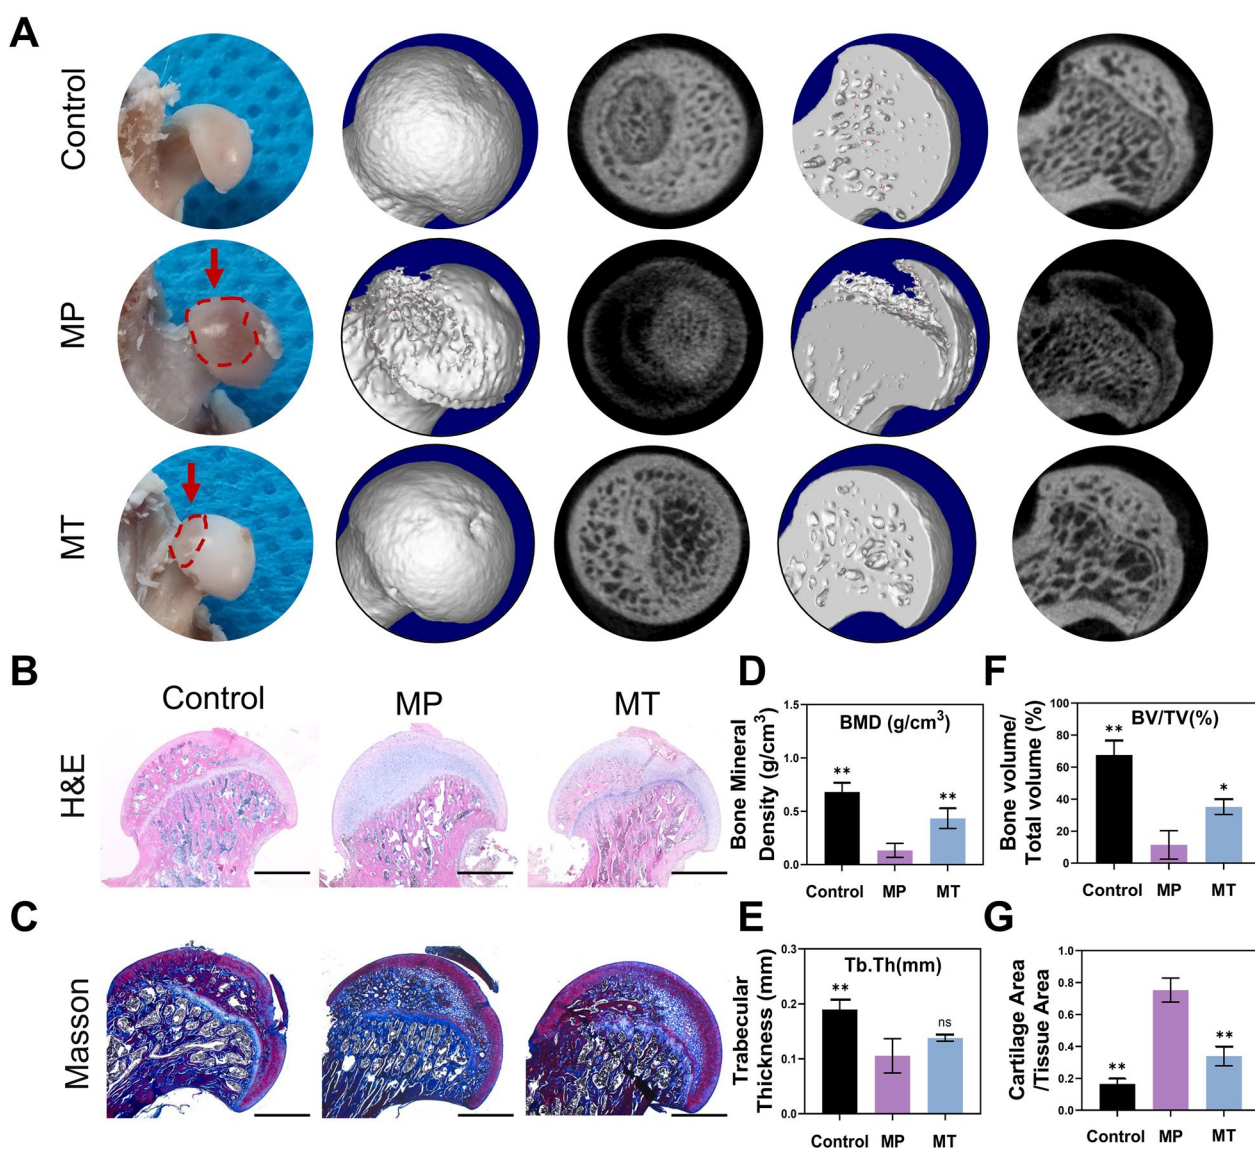 A
Control
MP
MT
B
Control
MP
MT
H&E
C
Masson
D
Bone Mineral
Density (g/cm³)
1.5
1.0
0.5
0.0
BMD (g/cm³)
**
**
Control
MP
MT
F
Bone volume/
Total volume (%)
100
80
60
40
20
0
BV/TV(%)
**
*
Control
MP
MT
E
Trabecular
Thickness (mm)
0.3
0.2
0.1
0.0
Tb.Th(mm)
**
ns
Control
MP
MT
G
Cartilage Area
/Tissue Area
1.0
0.8
0.6
0.4
0.2
0.0
**
**
Control
MP
MT